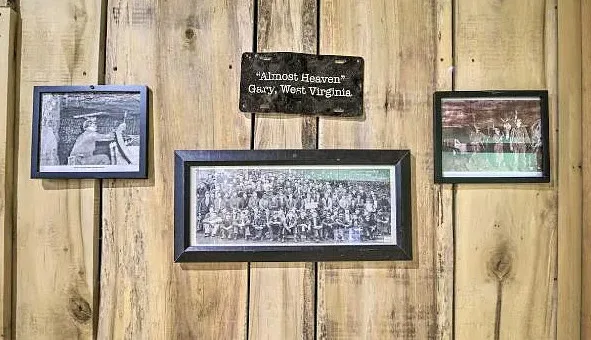 “Almost Heaven”
Gary, West Virginia